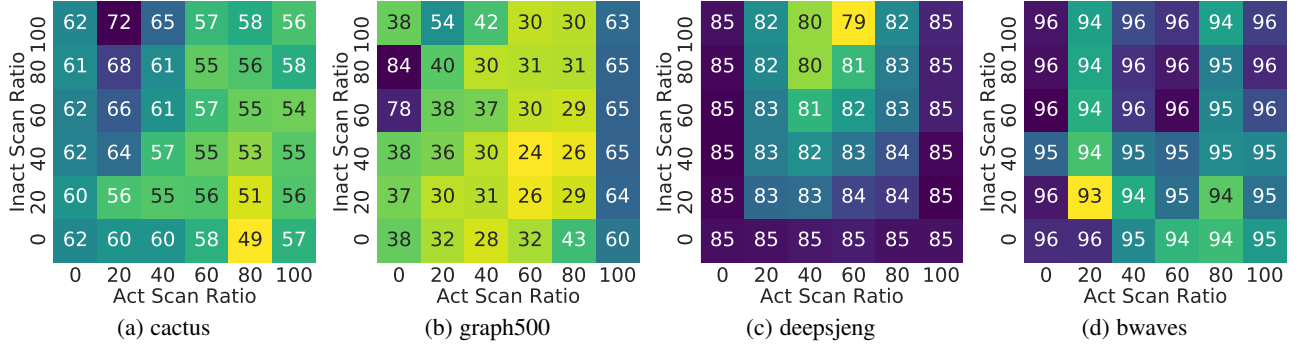 Inact Scan Ratio
100
80
60
40
20
0
62 72 65 57 58 56
61 68 61 55 56 58
62 66 61 57 55 54
62 64 57 55 53 55
60 56 55 56 51 56
62 60 60 58 49 57
0 20 40 60 80 100
Act Scan Ratio
(a) cactus
Inact Scan Ratio
100
80
60
40
20
0
38 54 42 30 30 63
84 40 30 31 31 65
78 38 37 30 29 65
38 36 30 24 26 65
37 30 31 26 29 64
38 32 28 32 43 60
0 20 40 60 80 100
Act Scan Ratio
(b) graph500
Inact Scan Ratio
100
80
60
40
20
0
85 82 80 79 82 85
85 82 80 81 83 85
85 83 81 82 83 85
85 83 82 83 84 85
85 83 83 84 84 85
85 85 85 85 85 85
0 20 40 60 80 100
Act Scan Ratio
(c) deepsjeng
Inact Scan Ratio
100
80
60
40
20
0
96 94 96 96 94 96
96 94 96 96 95 96
96 94 96 96 95 96
95 94 95 95 95 95
96 93 94 95 94 95
96 96 95 94 94 95
0 20 40 60 80 100
Act Scan Ratio
(d) bwaves